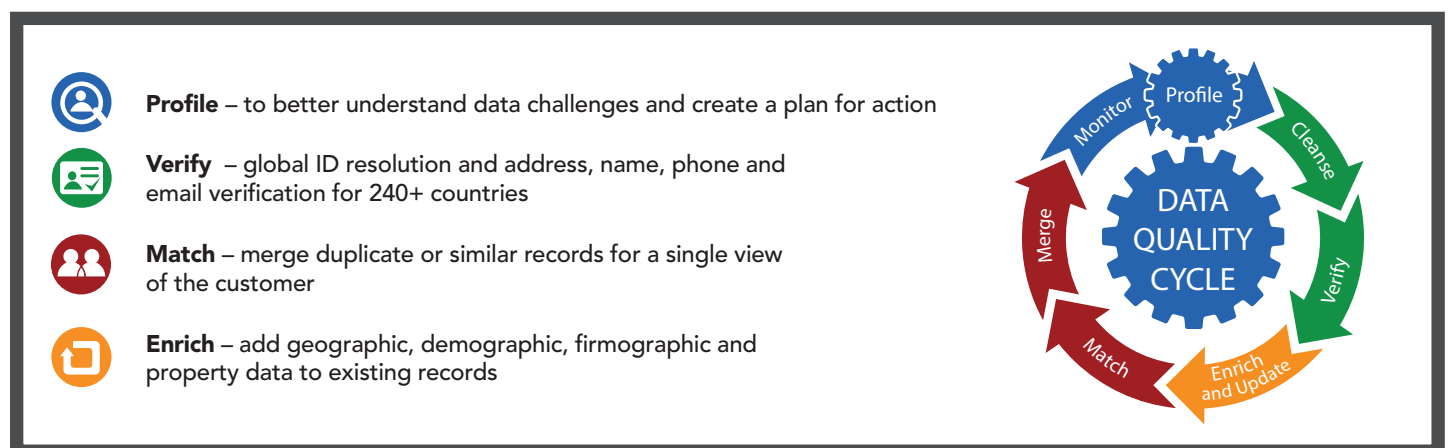 Profile – to better understand data challenges and create a plan for action
Verify – global ID resolution and address, name, phone and
email verification for 240+ countries
Match – merge duplicate or similar records for a single view
of the customer
Enrich – add geographic, demographic, firmographic and
property data to existing records
Profile
Cleanse
Verify
Enrich
and Update
Match
Merge
Monitor
DATA
QUALITY
CYCLE